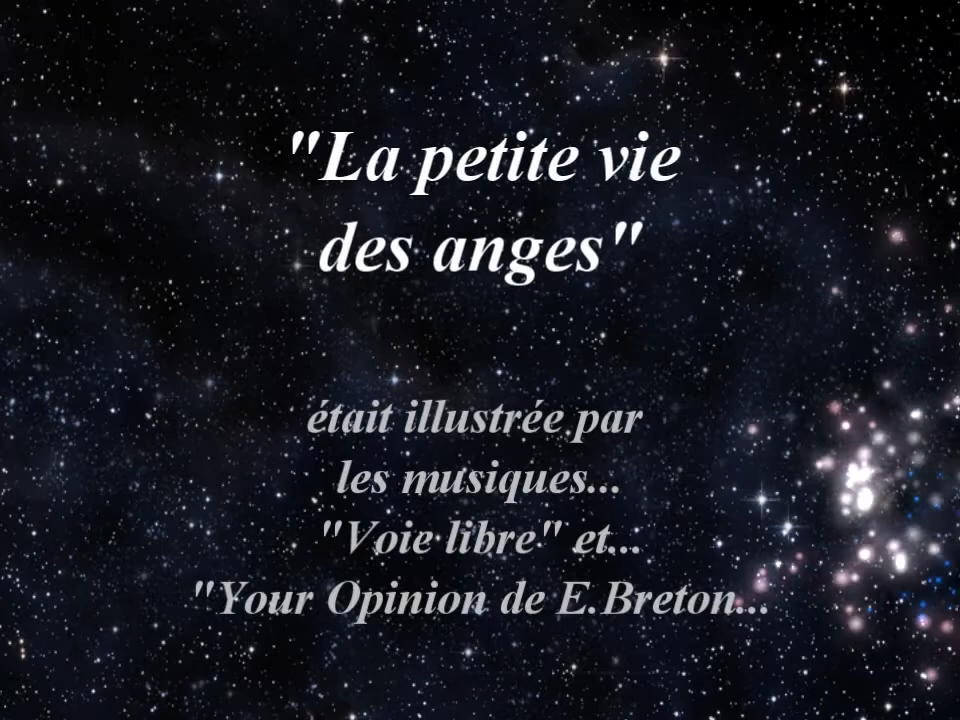 "La petite vie
des anges"
était illustrée par
les musiques...
"Voie libre" et...
"Your Opinion de E.Breton...